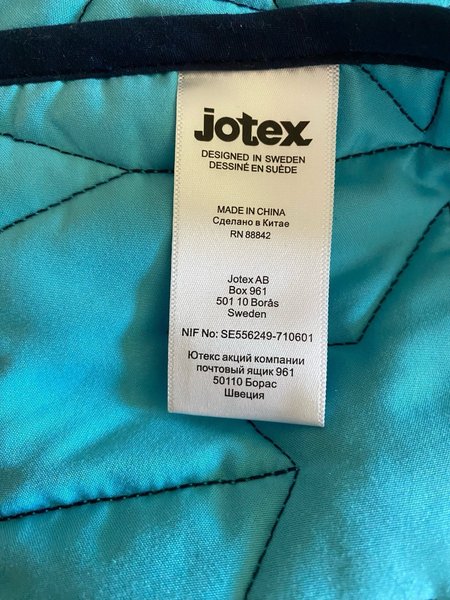 jotex
DESIGNED IN SWEDEN
DESSINÉ EN SUÈDE
MADE IN CHINA
Сделано в Китае
RN 88842
Jotex AB
Box 961
501 10 Borås
Sweden
NIF No: SE556249-710601
Ютекс акций компании
почтовый ящик 961
50110 Борас
Швеция